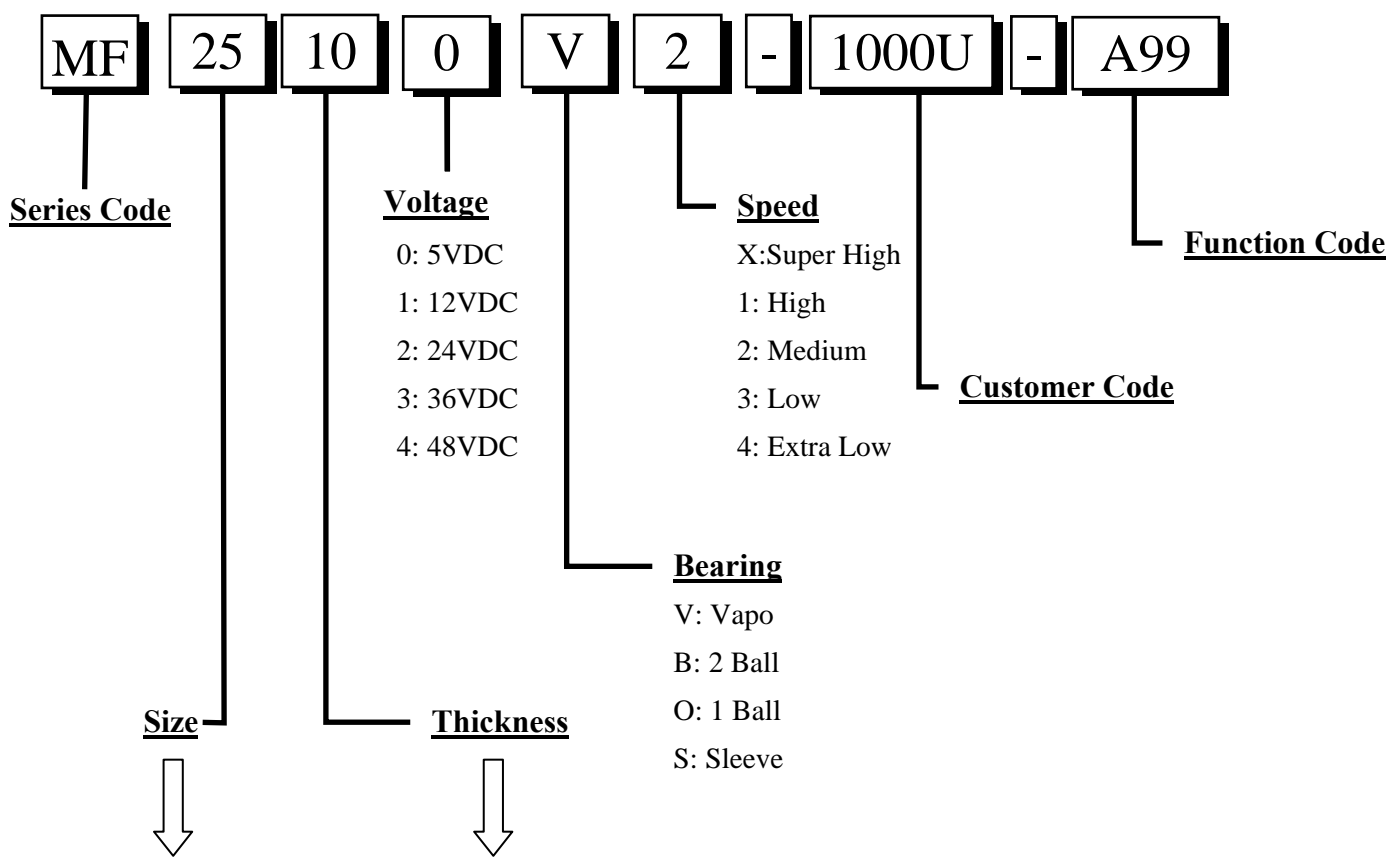 MF 25 10 0 V 2 - 1000U - A99
Series Code
Voltage
0: 5VDC
1: 12VDC
2: 24VDC
3: 36VDC
4: 48VDC
Speed
X:Super High
1: High
2: Medium
3: Low
4: Extra Low
Function Code
Customer Code
Bearing
V: Vapo
B: 2 Ball
O: 1 Ball
S: Sleeve
Size
Thickness